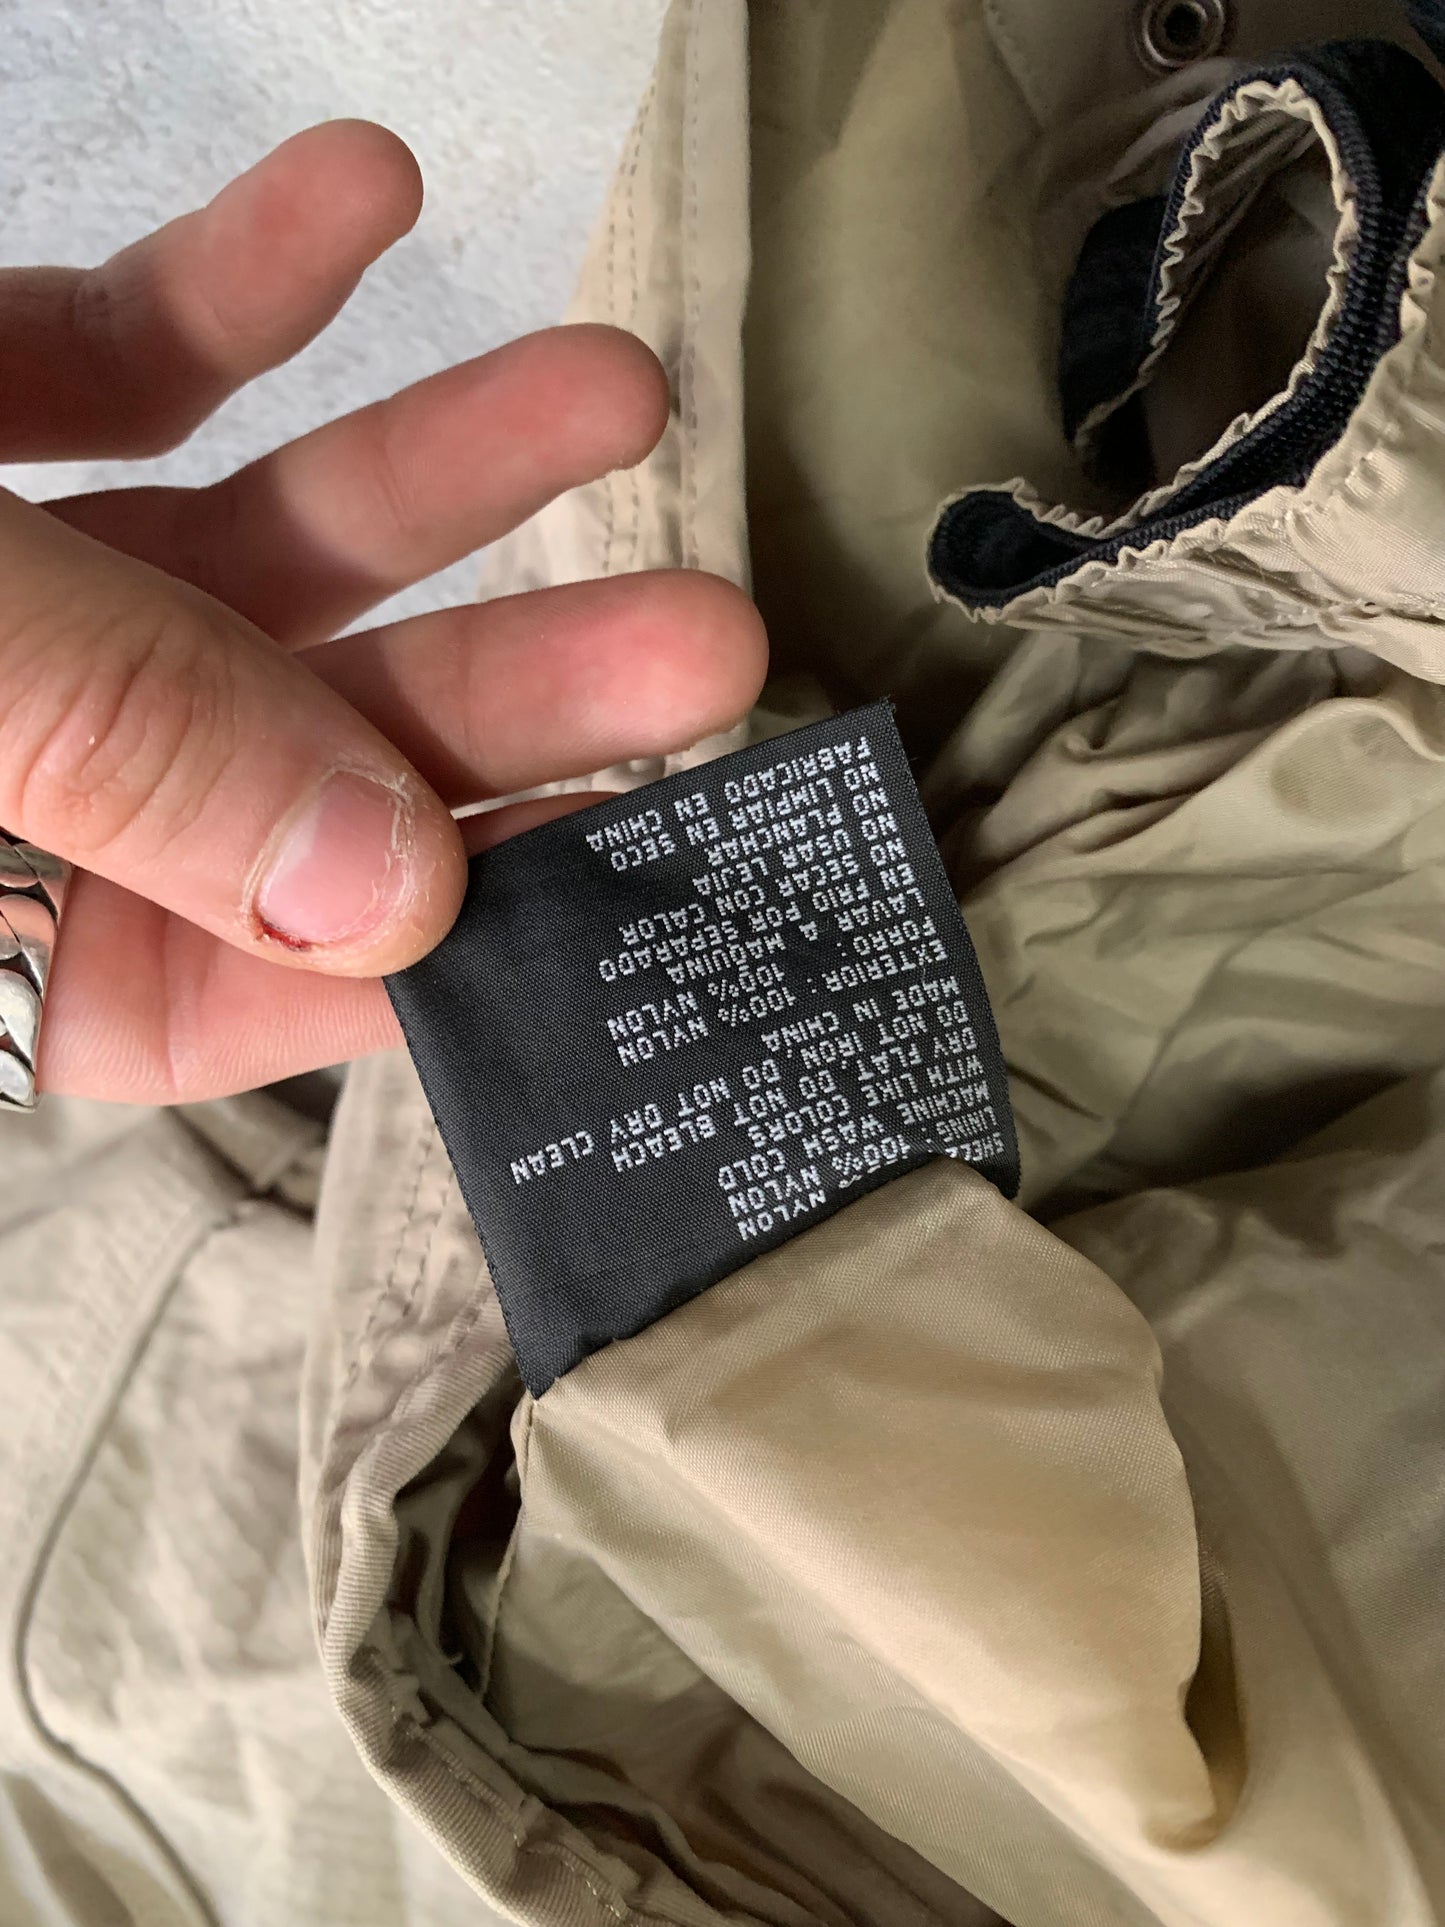 SHE NYLON
LINING: 100% NYLON
MACHINE WASH COLD
WITH LIKE COLORS
DRY FLAT DO NOT BLEACH
DO NOT IRON DO NOT DRY CLEAN
MADE IN CHINA
EXTERIOR: 100% NYLON
FORRO: 100% NYLON
LAVAR A MAQUINA
EN FRIO POR SEPARADO
NO SECAR CON CALOR
NO USAR LEJIA
NO PLANCHAR
NO LIMPIAR EN SECO
FABRICADO EN CHINA